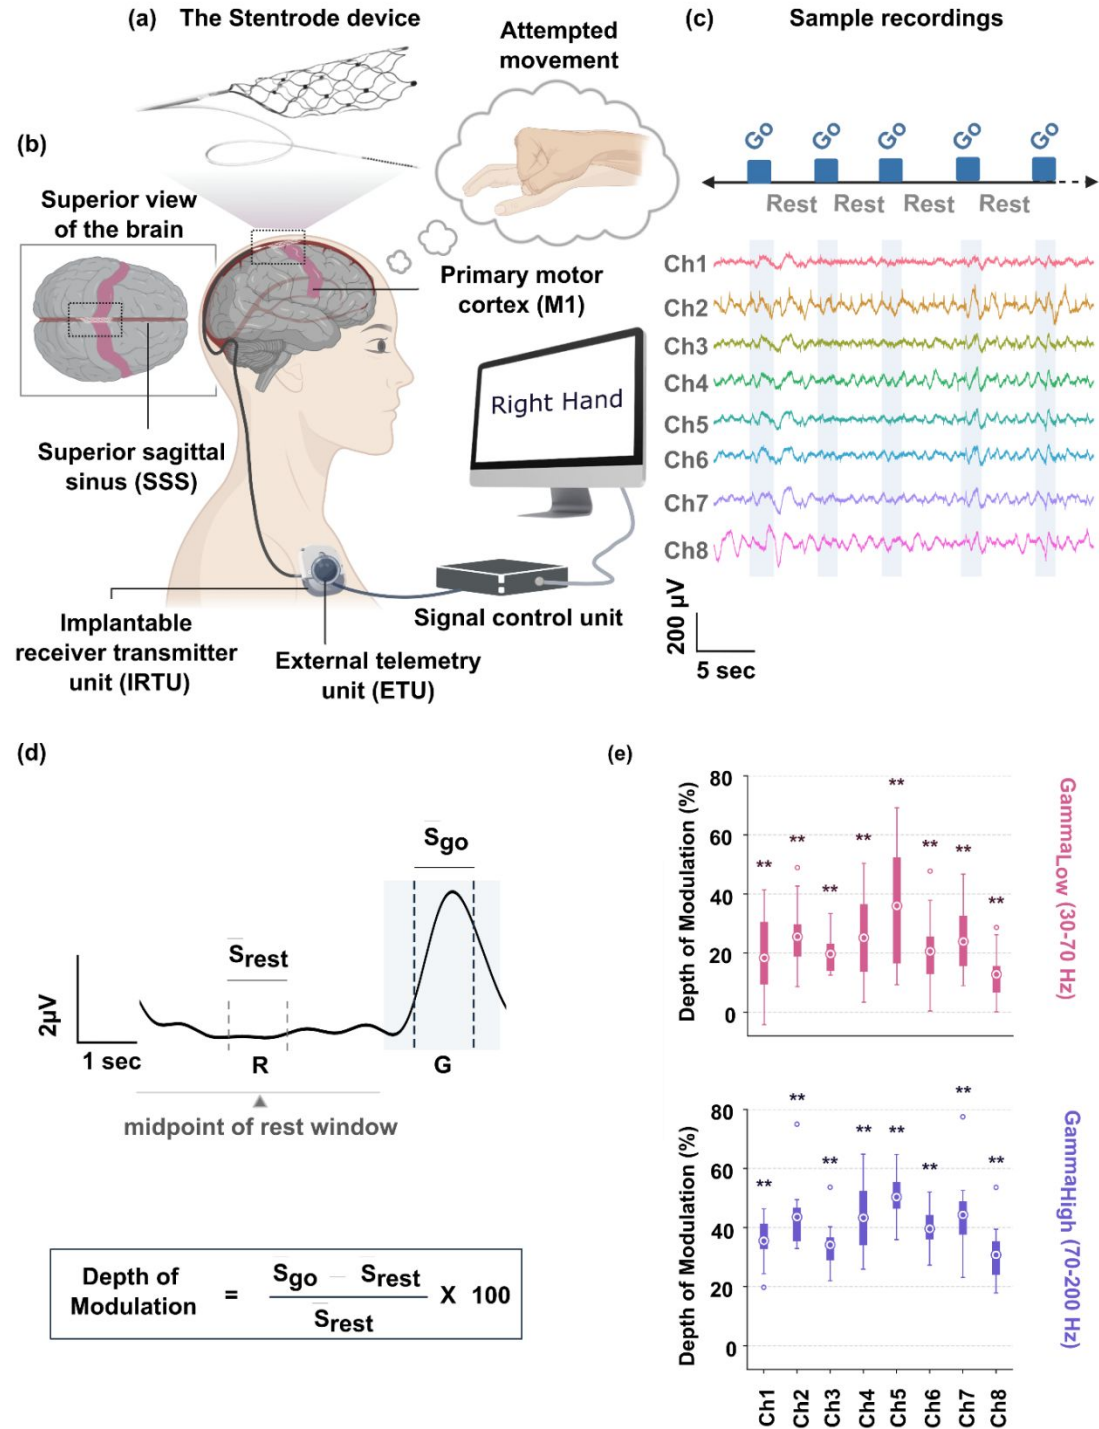 (a) The Stentrode device
Attempted
movement
(b)
Superior view
of the brain
Primary motor
cortex (M1)
Right Hand
Superior sagittal
sinus (SSS)
Signal control unit
Implantable
receiver transmitter
unit (IRTU)
External telemetry
unit (ETU)
(c) Sample recordings
Go Go Go Go Go
Rest Rest Rest Rest
Ch1
Ch2
Ch3
Ch4
Ch5
Ch6
Ch7
Ch8
200 µV
5 sec
(d)
S̅go
S̅rest
2µV
1 sec
R
G
midpoint of rest window
Depth of
Modulation
=
S̅go – S̅rest
S̅rest
X 100
(e)
Depth of Modulation (%)
80
60
40
20
0
** ** ** ** ** ** ** **
GammaLow (30-70 Hz)
Depth of Modulation (%)
80
60
40
20
0
** ** ** ** ** ** ** **
GammaHigh (70-200 Hz)
Ch1 Ch2 Ch3 Ch4 Ch5 Ch6 Ch7 Ch8